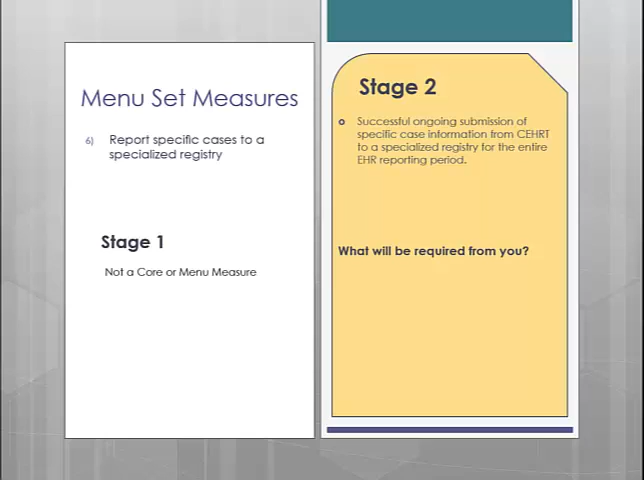 Menu Set Measures
6) Report specific cases to a
specialized registry
Stage 1
Not a Core or Menu Measure
Stage 2
Successful ongoing submission of
specific case information from CEHRT
to a specialized registry for the entire
EHR reporting period.
What will be required from you?